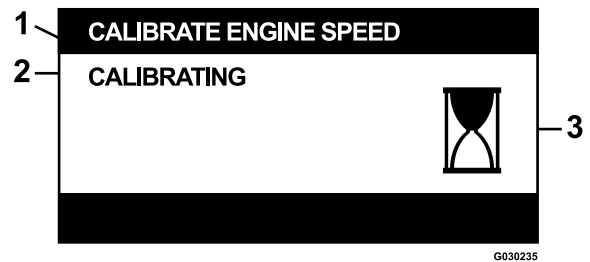 1
CALIBRATE ENGINE SPEED
2
CALIBRATING
3
G030235